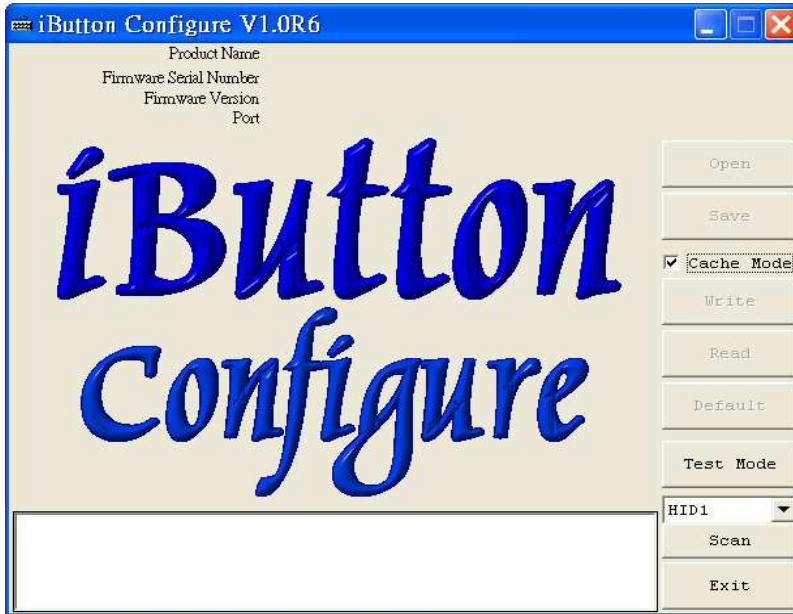 iButton Configure V1.0R6
Product Name
Firmware Serial Number
Firmware Version
Port
iButton
Configure
Open
Save
Cache Mode
Write
Read
Default
Test Mode
HID1
Scan
Exit